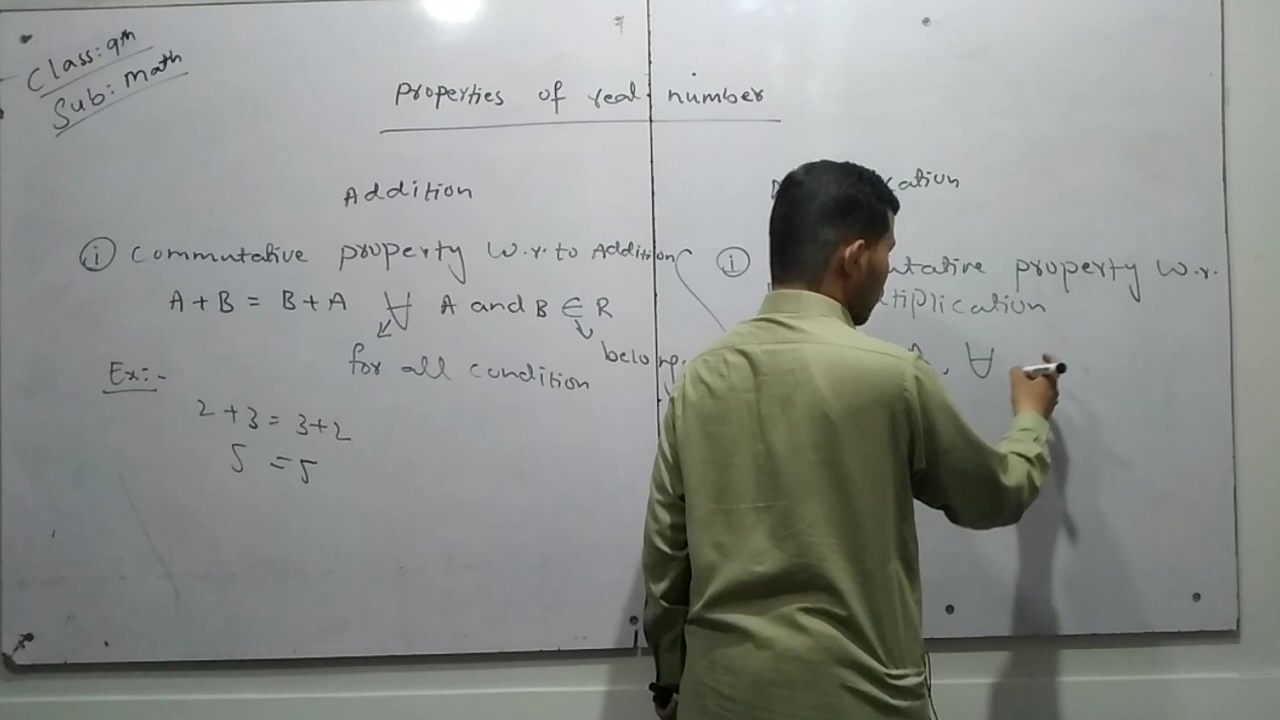 Class: 9th
Sub: Math
Properties of real number
Addition
i Commutative property w.r.to Addition
A + B = B + A ∀ A and B ∈ R
for all condition
belong
Ex:-
2 + 3 = 3 + 2
5 = 5
i property w.r.
, ∀